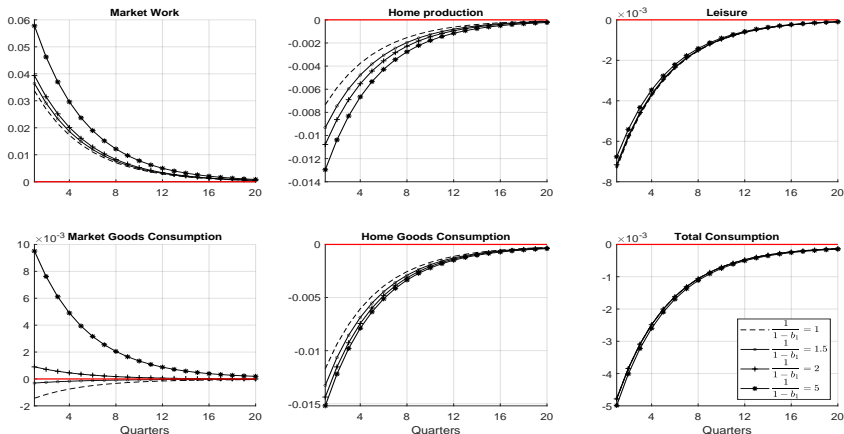 Market Work
0.06
0.05
0.04
0.03
0.02
0.01
0
4 8 12 16 20
Home production
0
-0.002
-0.004
-0.006
-0.008
-0.01
-0.012
-0.014
4 8 12 16 20
Leisure
×10⁻³
0
-2
-4
-6
-8
4 8 12 16 20
Market Goods Consumption
×10⁻³
10
8
6
4
2
0
-2
4 8 12 16 20
Quarters
Home Goods Consumption
0
-0.005
-0.01
-0.015
4 8 12 16 20
Quarters
Total Consumption
×10⁻³
0
-1
-2
-3
-4
-5
4 8 12 16 20
Quarters
1/(1 − b₁) = 1
1/(1 − b₁) = 1.5
1/(1 − b₁) = 2
1/(1 − b₁) = 5